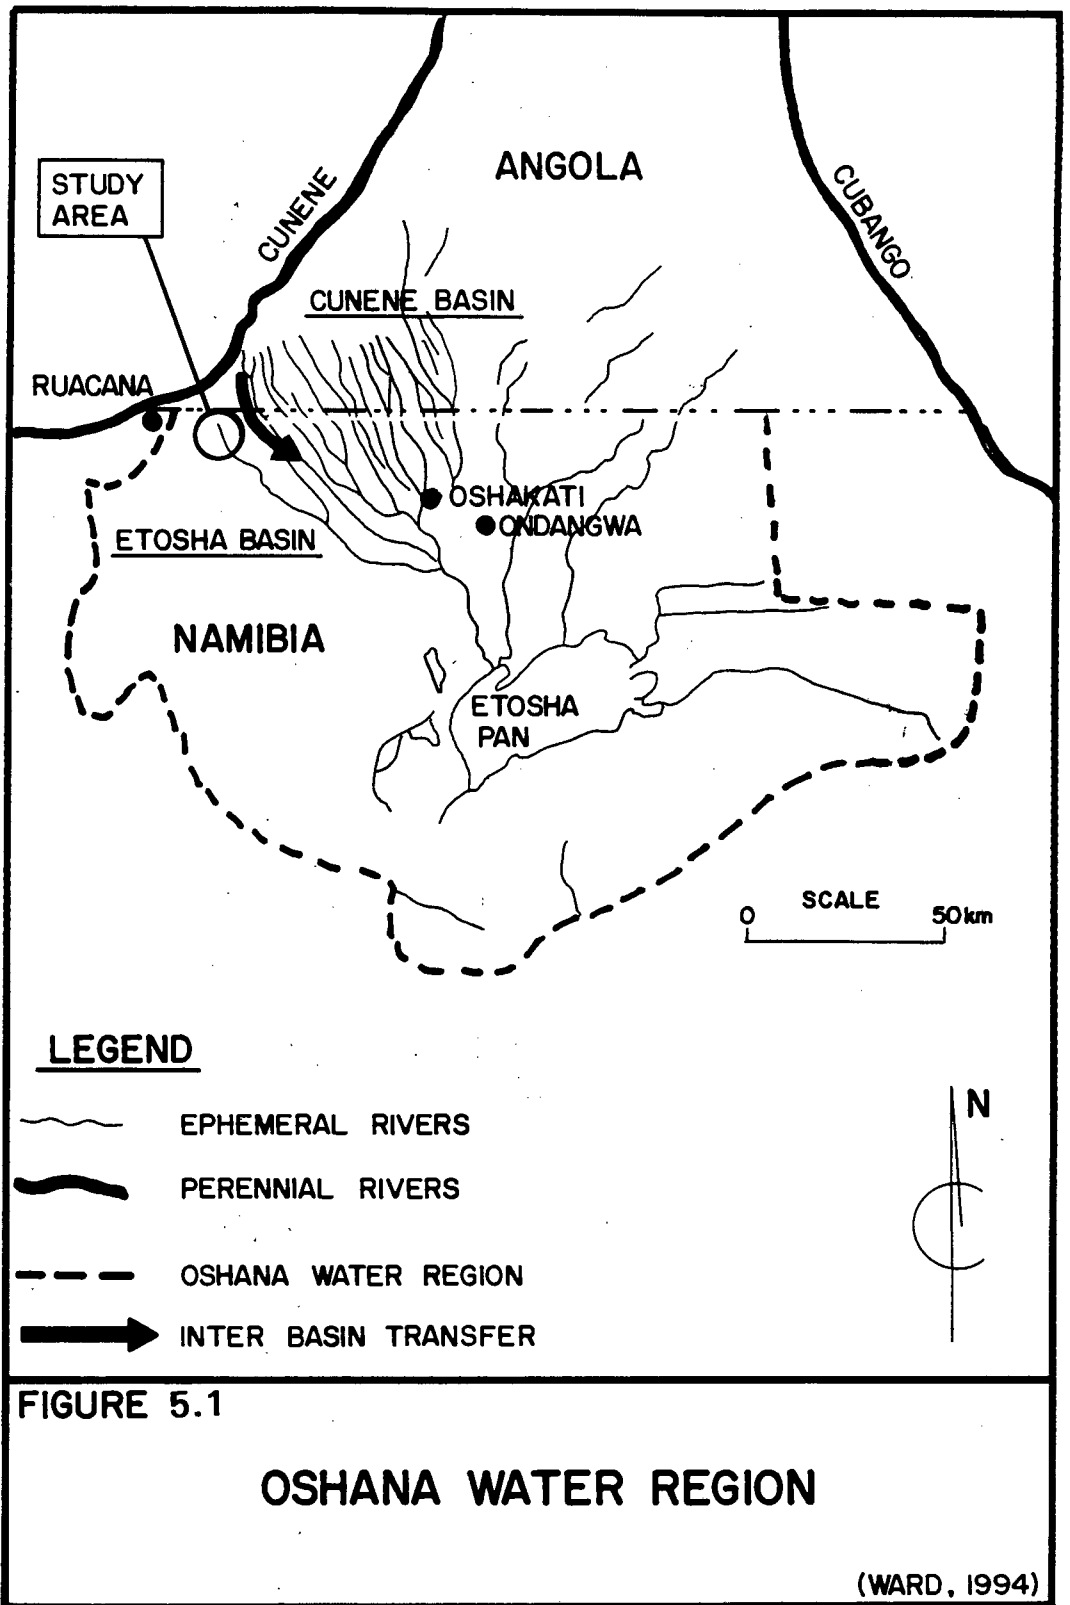 ANGOLA
STUDY
AREA
CUNENE
CUBANGO
CUNENE BASIN
RUACANA
OSHAKATI
ONDANGWA
ETOSHA BASIN
NAMIBIA
ETOSHA
PAN
SCALE
0 50km
LEGEND
EPHEMERAL RIVERS
PERENNIAL RIVERS
OSHANA WATER REGION
INTER BASIN TRANSFER
N
FIGURE 5.1
OSHANA WATER REGION
(WARD, 1994)